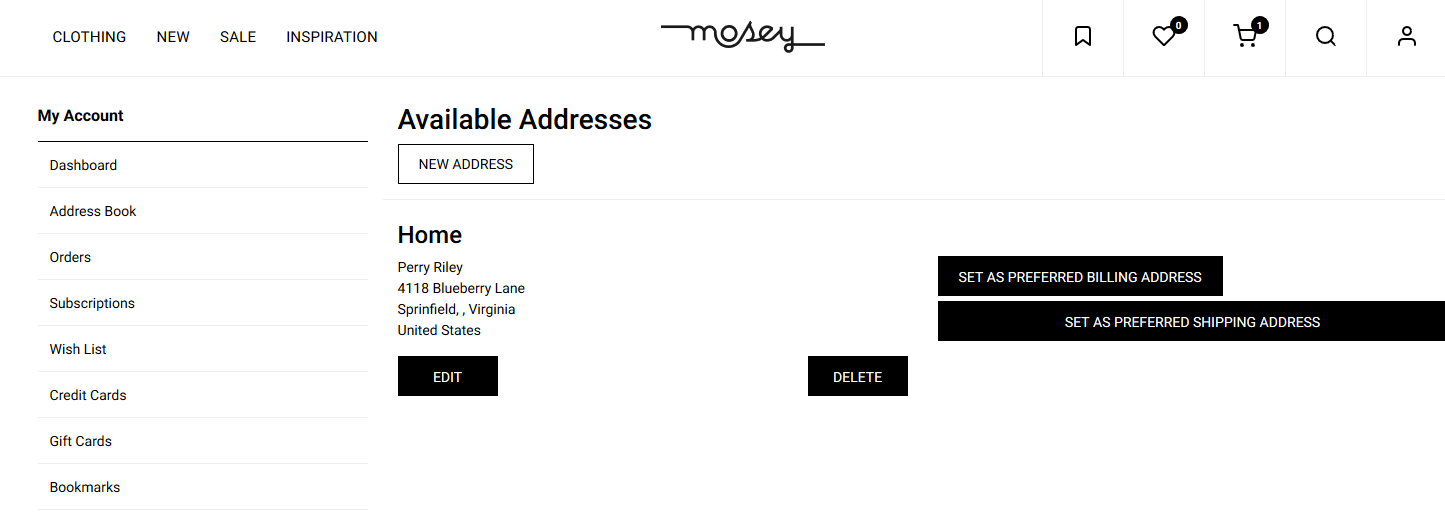 CLOTHING NEW SALE INSPIRATION mosey 0 1
My Account
Dashboard
Address Book
Orders
Subscriptions
Wish List
Credit Cards
Gift Cards
Bookmarks
Available Addresses
NEW ADDRESS
Home
Perry Riley
4118 Blueberry Lane
Sprinfield, , Virginia
United States
EDIT
DELETE
SET AS PREFERRED BILLING ADDRESS
SET AS PREFERRED SHIPPING ADDRESS